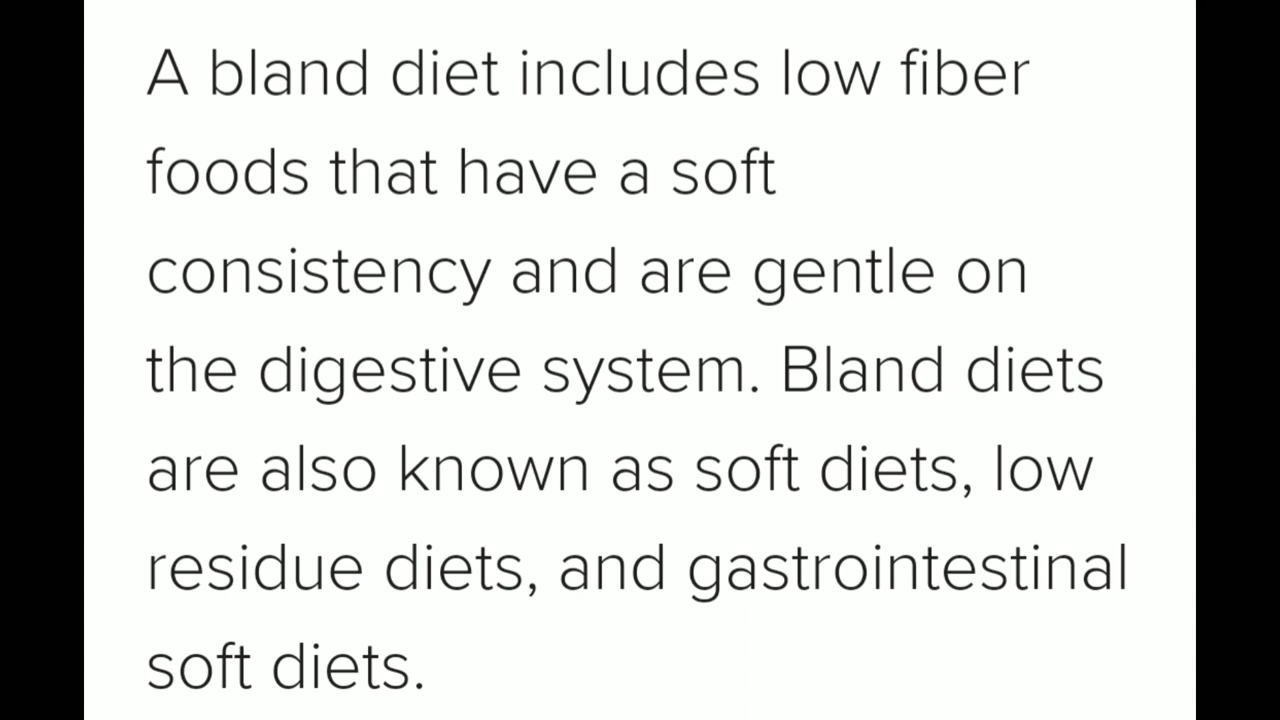 A bland diet includes low fiber
foods that have a soft
consistency and are gentle on
the digestive system. Bland diets
are also known as soft diets, low
residue diets, and gastrointestinal
soft diets.